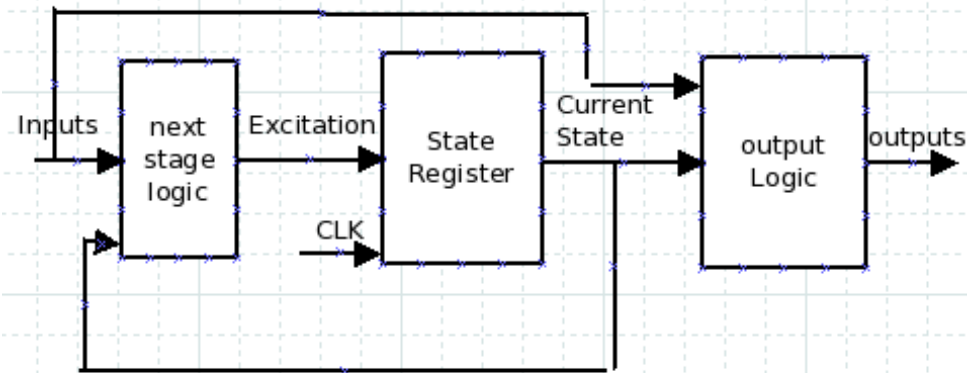 Inputs
next
stage
logic
Excitation
State
Register
CLK
Current
State
output
Logic
outputs